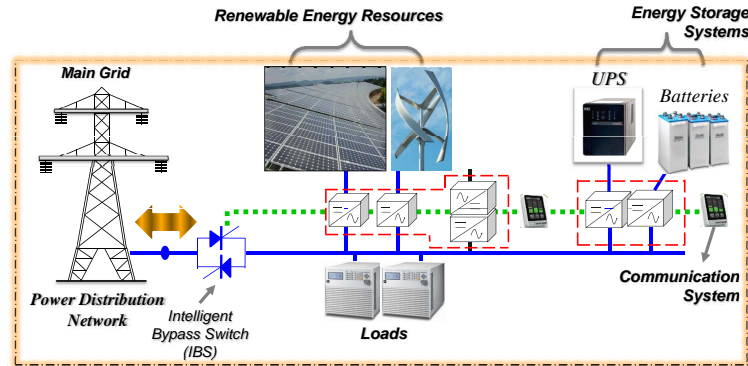 Renewable Energy Resources
Energy Storage
Systems
Main Grid
UPS
Batteries
Power Distribution
Network
Intelligent
Bypass Switch
(IBS)
Loads
Communication
System